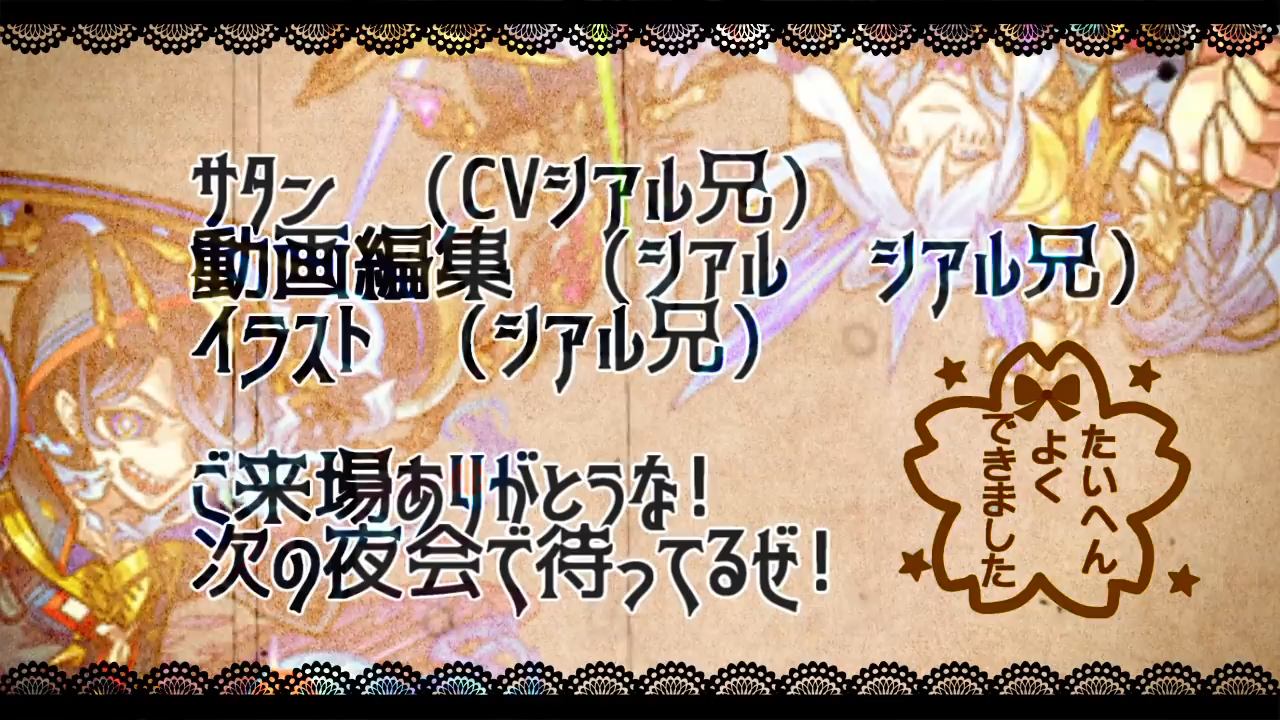 サタン　（CVシアル兄）
動画編集　（シアル　シアル兄）
イラスト　（シアル兄）
ご来場ありがとうな！
次の夜会で待ってるぜ！
たいへん
よく
できました